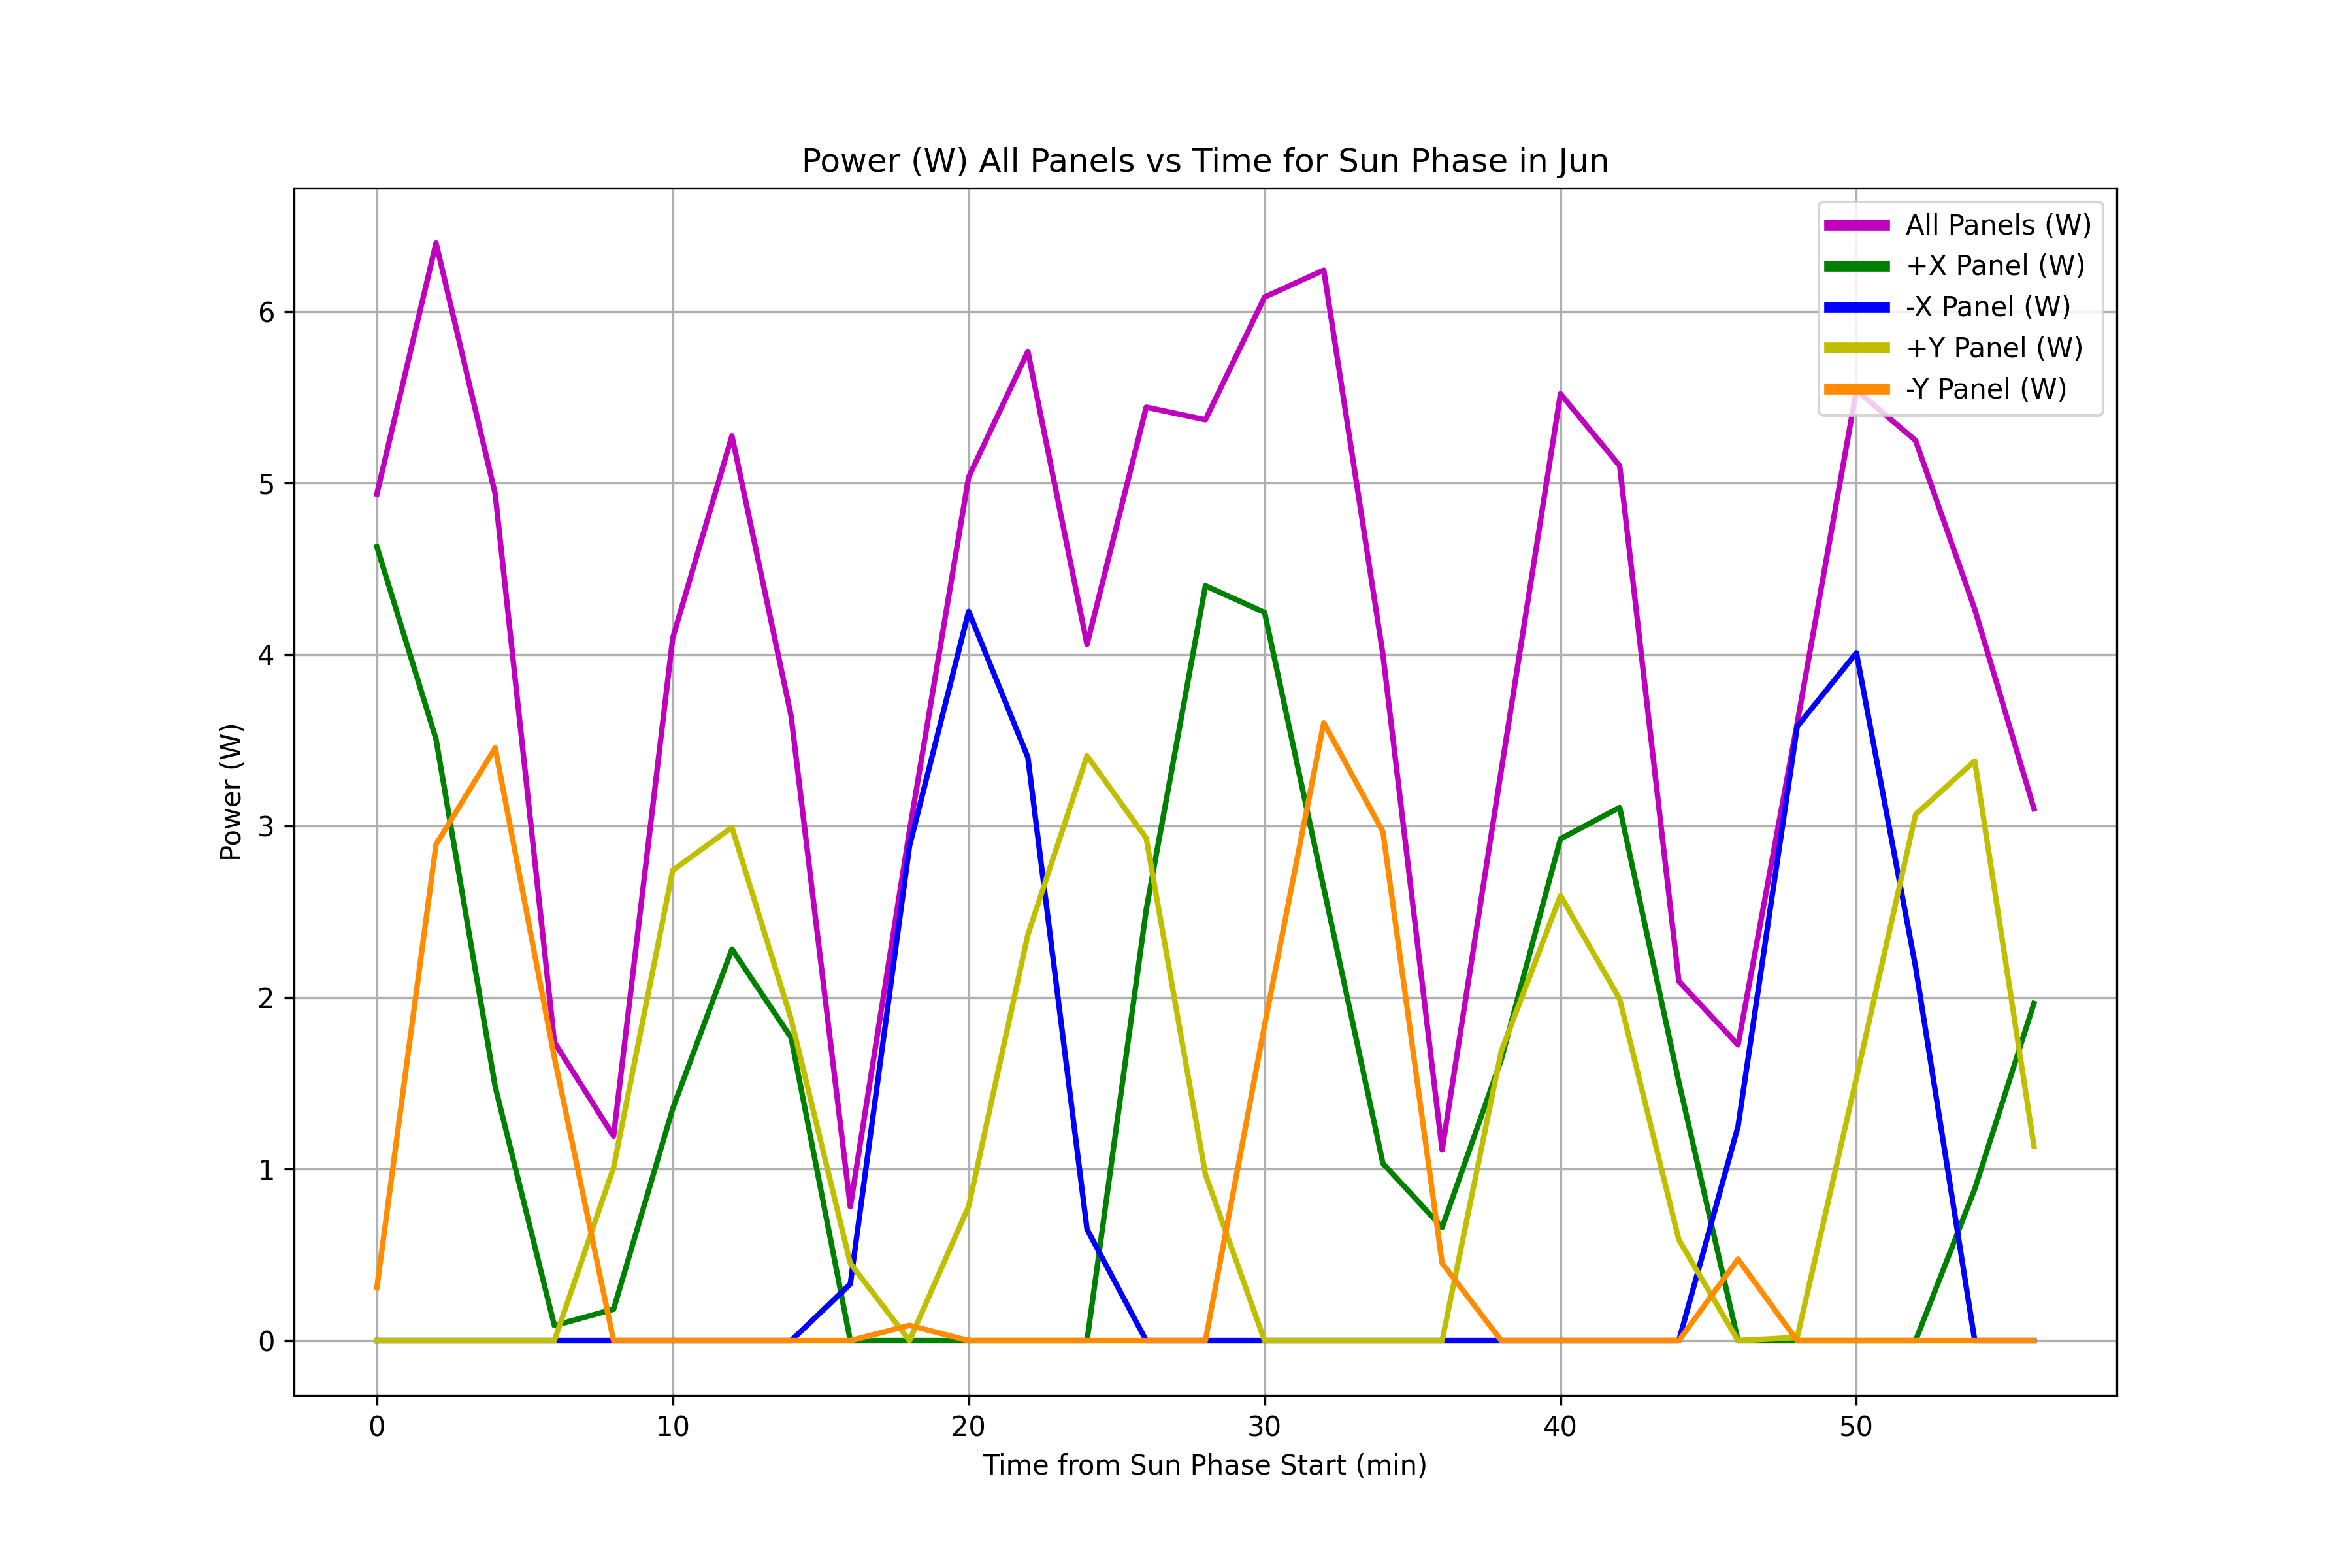 Power (W) All Panels vs Time for Sun Phase in Jun
All Panels (W)
+X Panel (W)
-X Panel (W)
+Y Panel (W)
-Y Panel (W)
Power (W)
6
5
4
3
2
1
0
0 10 20 30 40 50
Time from Sun Phase Start (min)